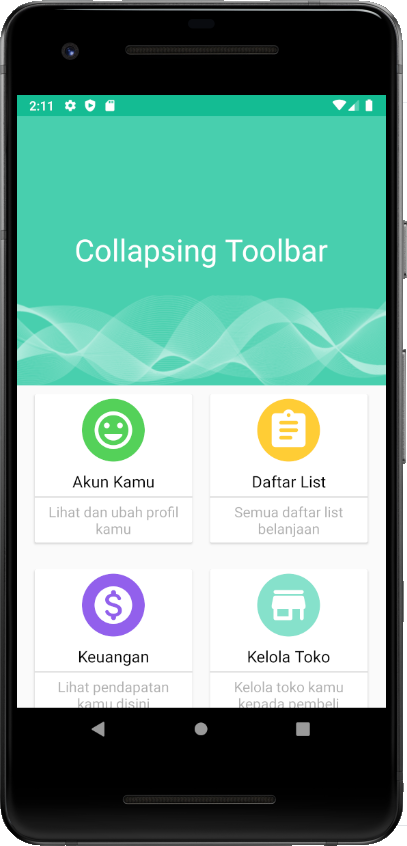 2:11
Collapsing Toolbar
Akun Kamu
Daftar List
Lihat dan ubah profil
kamu
Semua daftar list
belanjaan
Keuangan
Kelola Toko
Lihat pendapatan
kamu disini
Kelola toko kamu
kepada pembeli